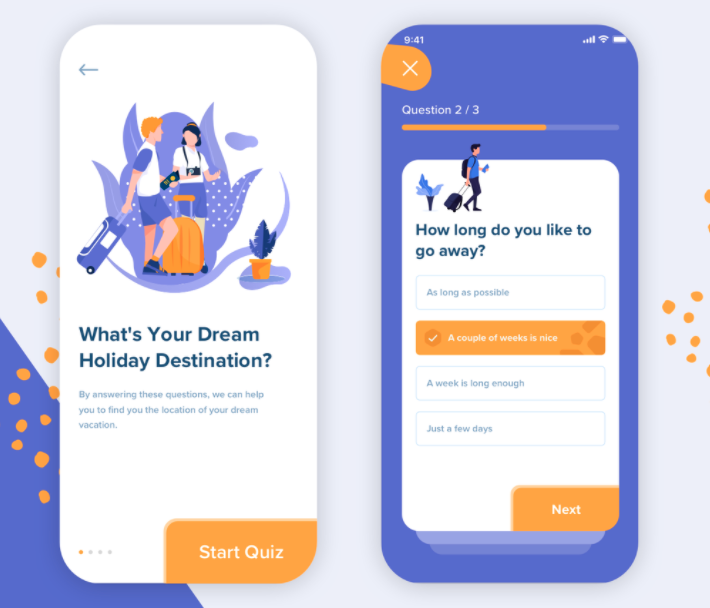 What's Your Dream
Holiday Destination?
By answering these questions, we can help
you to find you the location of your dream
vacation.
Start Quiz
9:41
Question 2 / 3
How long do you like to
go away?
As long as possible
A couple of weeks is nice
A week is long enough
Just a few days
Next